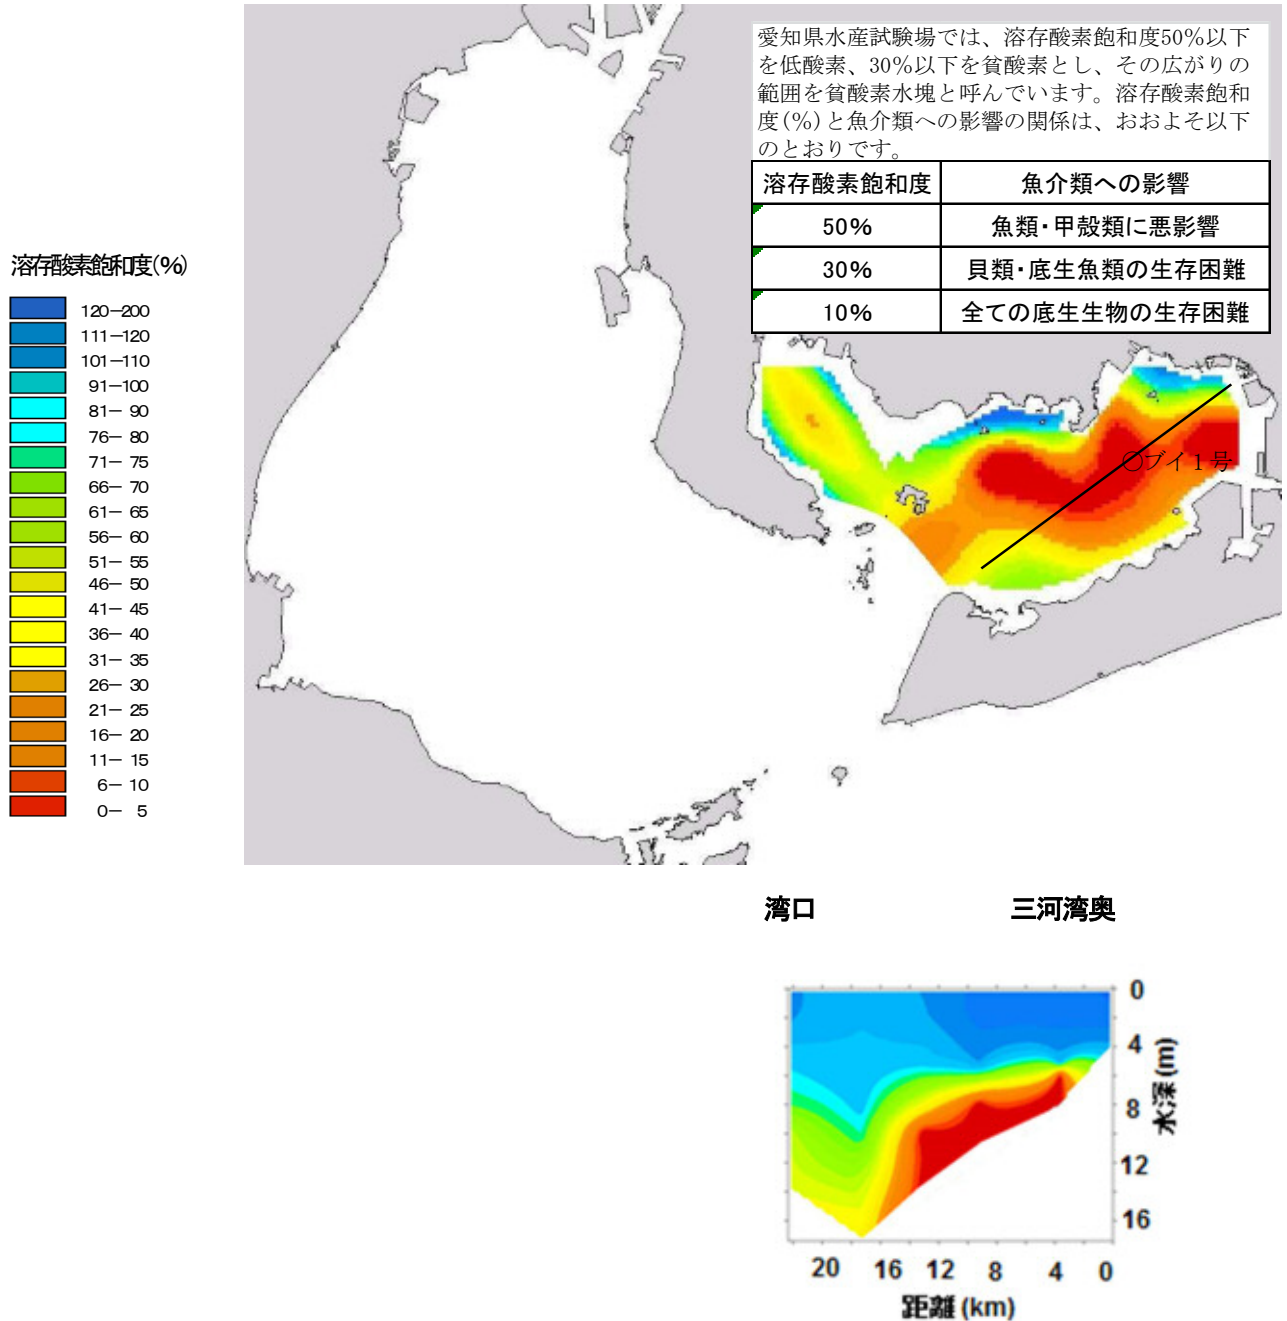 愛知県水産試験場では、溶存酸素飽和度50%以下
を低酸素、30%以下を貧酸素とし、その広がりの
範囲を貧酸素水塊と呼んでいます。溶存酸素飽和
度(%)と魚介類への影響の関係は、おおよそ以下
のとおりです。
溶存酸素飽和度 魚介類への影響
50% 魚類・甲殻類に悪影響
30% 貝類・底生魚類の生存困難
10% 全ての底生生物の生存困難
溶存酸素飽和度(%)
120-200
111-120
101-110
91-100
81- 90
76- 80
71- 75
66- 70
61- 65
56- 60
51- 55
46- 50
41- 45
36- 40
31- 35
26- 30
21- 25
16- 20
11- 15
6- 10
0- 5
○ブイ1号
湾口 三河湾奥
0
4
8
12
16
水深(m)
20 16 12 8 4 0
距離(km)